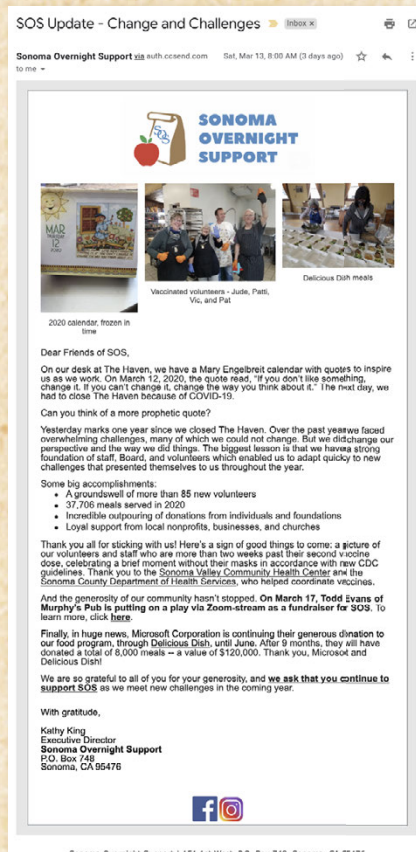 SOS Update - Change and Challenges Inbox ×
Sonoma Overnight Support via auth.ccsend.com Sat, Mar 13, 8:00 AM (3 days ago)
to me
SOS
SONOMA
OVERNIGHT
SUPPORT
MAR
12
2020 calendar, frozen in
time
Vaccinated volunteers - Jude, Patti,
Vic, and Pat
Delicious Dish meals
Dear Friends of SOS,
On our desk at The Haven, we have a Mary Engelbreit calendar with quotes to inspire
us as we work. On March 12, 2020, the quote read, "If you don't like something,
change it. If you can't change it, change the way you think about it." The next day, we
had to close The Haven because of COVID-19.
Can you think of a more prophetic quote?
Yesterday marks one year since we closed The Haven. Over the past year we faced
overwhelming challenges, many of which we could not change. But we did change our
perspective and the way we did things. The biggest lesson is that we have a strong
foundation of staff, Board, and volunteers which enabled us to adapt quicky to new
challenges that presented themselves to us throughout the year.
Some big accomplishments:
• A groundswell of more than 85 new volunteers
• 37,706 meals served in 2020
• Incredible outpouring of donations from individuals and foundations
• Loyal support from local nonprofits, businesses, and churches
Thank you all for sticking with us! Here's a sign of good things to come: a picture of
our volunteers and staff who are more than two weeks past their second vaccine
dose, celebrating a brief moment without their masks in accordance with new CDC
guidelines. Thank you to the Sonoma Valley Community Health Center and the
Sonoma County Department of Health Services, who helped coordinate vaccines.
And the generosity of our community hasn't stopped. On March 17, Todd Evans of
Murphy's Pub is putting on a play via Zoom-stream as a fundraiser for SOS. To
learn more, click here.
Finally, in huge news, Microsoft Corporation is continuing their generous donation to
our food program, through Delicious Dish, until June. After 9 months, they will have
donated a total of 8,000 meals -- a value of $120,000. Thank you, Microsoft and
Delicious Dish!
We are so grateful to all of you for your generosity, and we ask that you continue to
support SOS as we meet new challenges in the coming year.
With gratitude,
Kathy King
Executive Director
Sonoma Overnight Support
P.O. Box 748
Sonoma, CA 95476